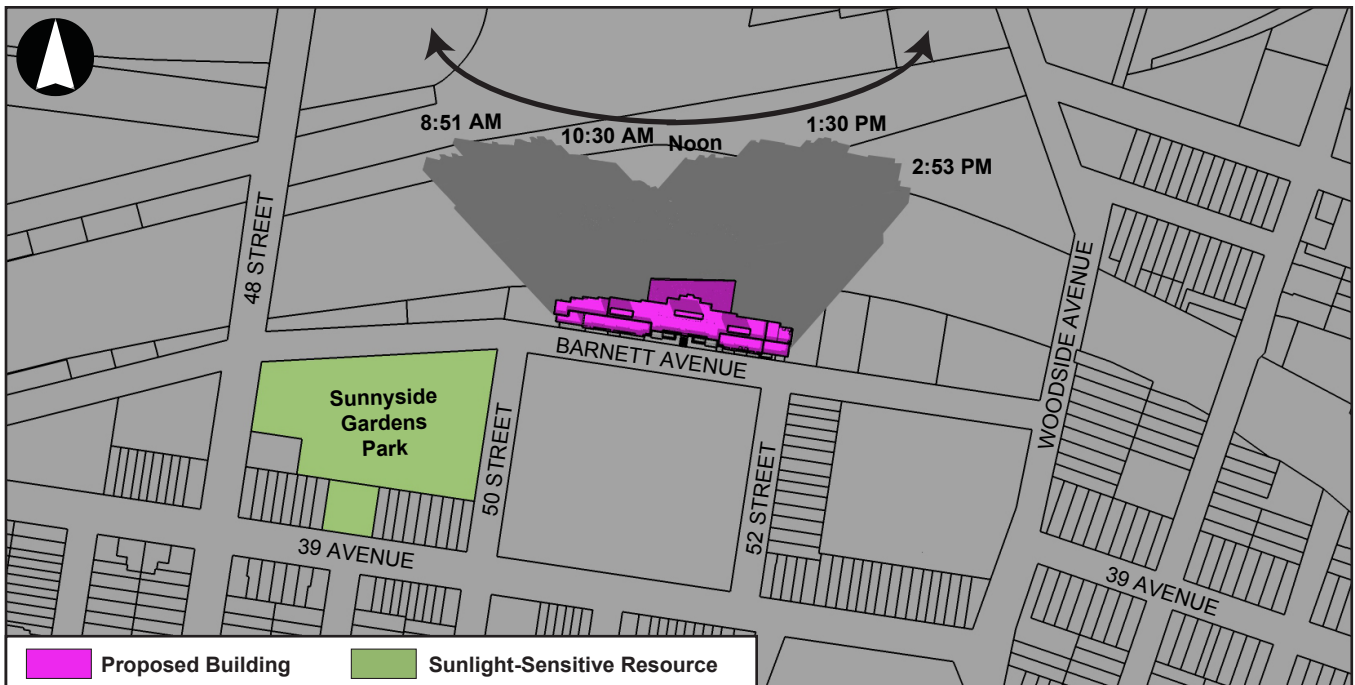 8:51 AM
10:30 AM
Noon
1:30 PM
2:53 PM
48 STREET
WOODSIDE AVENUE
BARNETT AVENUE
Sunnyside
Gardens
Park
50 STREET
52 STREET
39 AVENUE
39 AVENUE
Proposed Building
Sunlight-Sensitive Resource